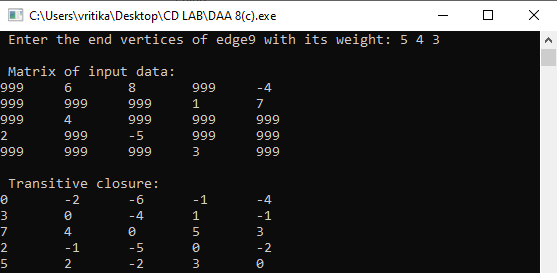 C:\Users\vritika\Desktop\CD LAB\DAA 8(c).exe
Enter the end vertices of edge9 with its weight: 5 4 3
Matrix of input data:
999 6 8 999 -4
999 999 999 1 7
999 4 999 999 999
2 999 -5 999 999
999 999 999 3 999
Transitive closure:
0 -2 -6 -1 -4
3 0 -4 1 -1
7 4 0 5 3
2 -1 -5 0 -2
5 2 -2 3 0